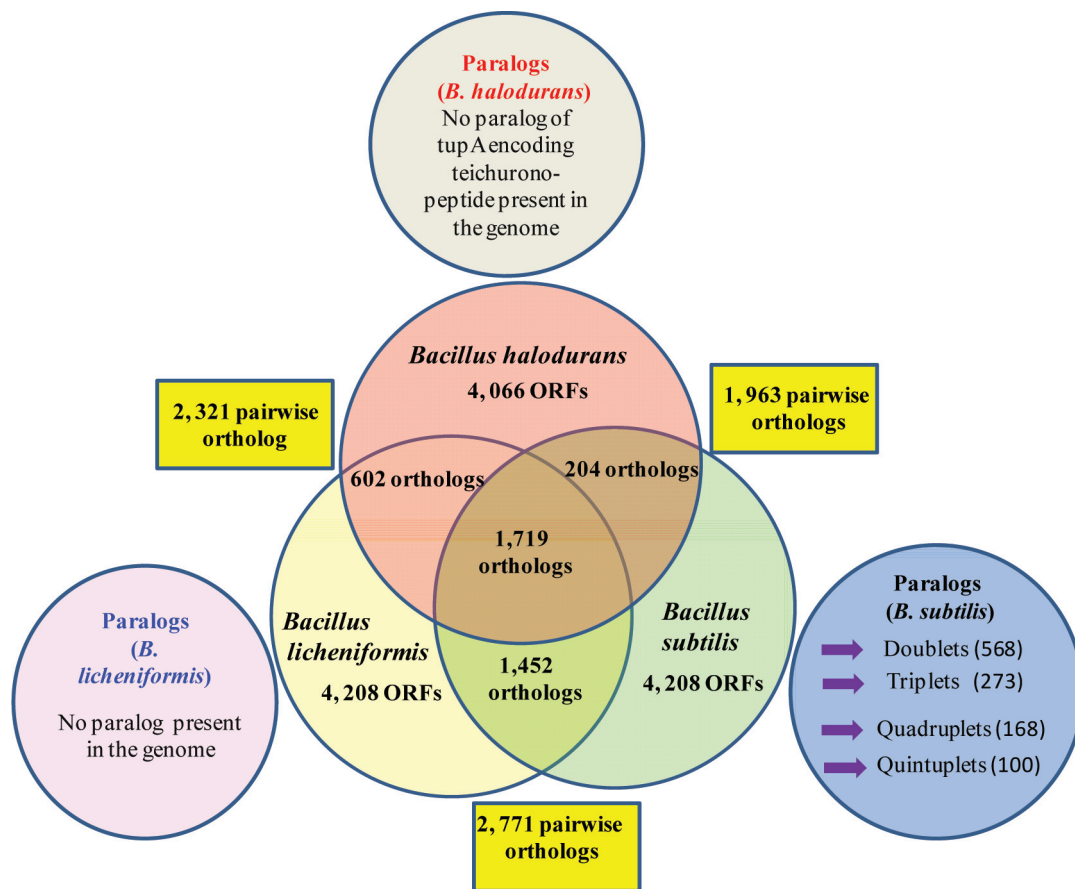 Paralogs
(B. halodurans)
No paralog of
tup Aencoding
teichurono-
peptide present in
the genome
Bacillus halodurans
4,066 ORFs
2,321 pairwise
ortholog
1,963 pairwise
orthologs
602 orthologs
204 orthologs
1,719
orthologs
Paralogs
(B.
licheniformis)
No paralog present
in the genome
Bacillus
licheniformis
4,208 ORFs
1,452
orthologs
Bacillus
subtilis
4,208 ORFs
Paralogs
(B. subtilis)
Doublets (568)
Triplets (273)
Quadruplets (168)
Quintuplets (100)
2,771 pairwise
orthologs